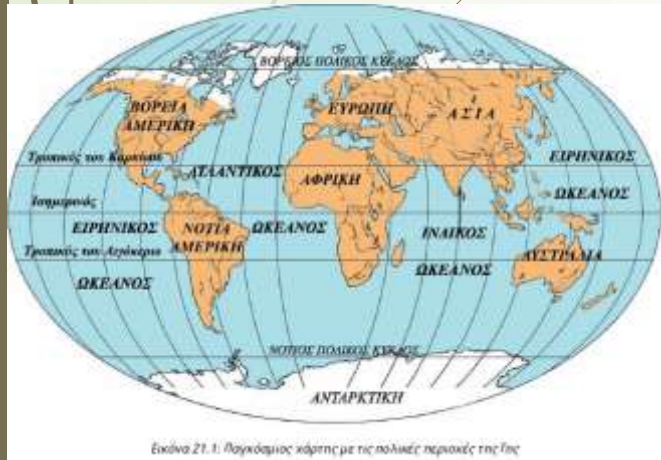 ΒΟΡΕΙΟΣ ΠΟΛΙΚΟΣ ΚΥΚΛΟΣ
ΒΟΡΕΙΑ
ΑΜΕΡΙΚΗ
ΕΥΡΩΠΗ
ΑΣΙΑ
Τροπικός του Καρκίνου
ΑΤΛΑΝΤΙΚΟΣ
ΑΦΡΙΚΗ
ΕΙΡΗΝΙΚΟΣ
ΩΚΕΑΝΟΣ
Ισημερινός
ΕΙΡΗΝΙΚΟΣ
ΝΟΤΙΑ
ΑΜΕΡΙΚΗ
ΩΚΕΑΝΟΣ
ΙΝΔΙΚΟΣ
Τροπικός του Αιγόκερω
ΑΥΣΤΡΑΛΙΑ
ΩΚΕΑΝΟΣ
ΩΚΕΑΝΟΣ
ΝΟΤΙΟΣ ΠΟΛΙΚΟΣ ΚΥΚΛΟΣ
ΑΝΤΑΡΚΤΙΚΗ
Εικόνα 21.1: Παγκόσμιος χάρτης με τις πολικές περιοχές της Γης